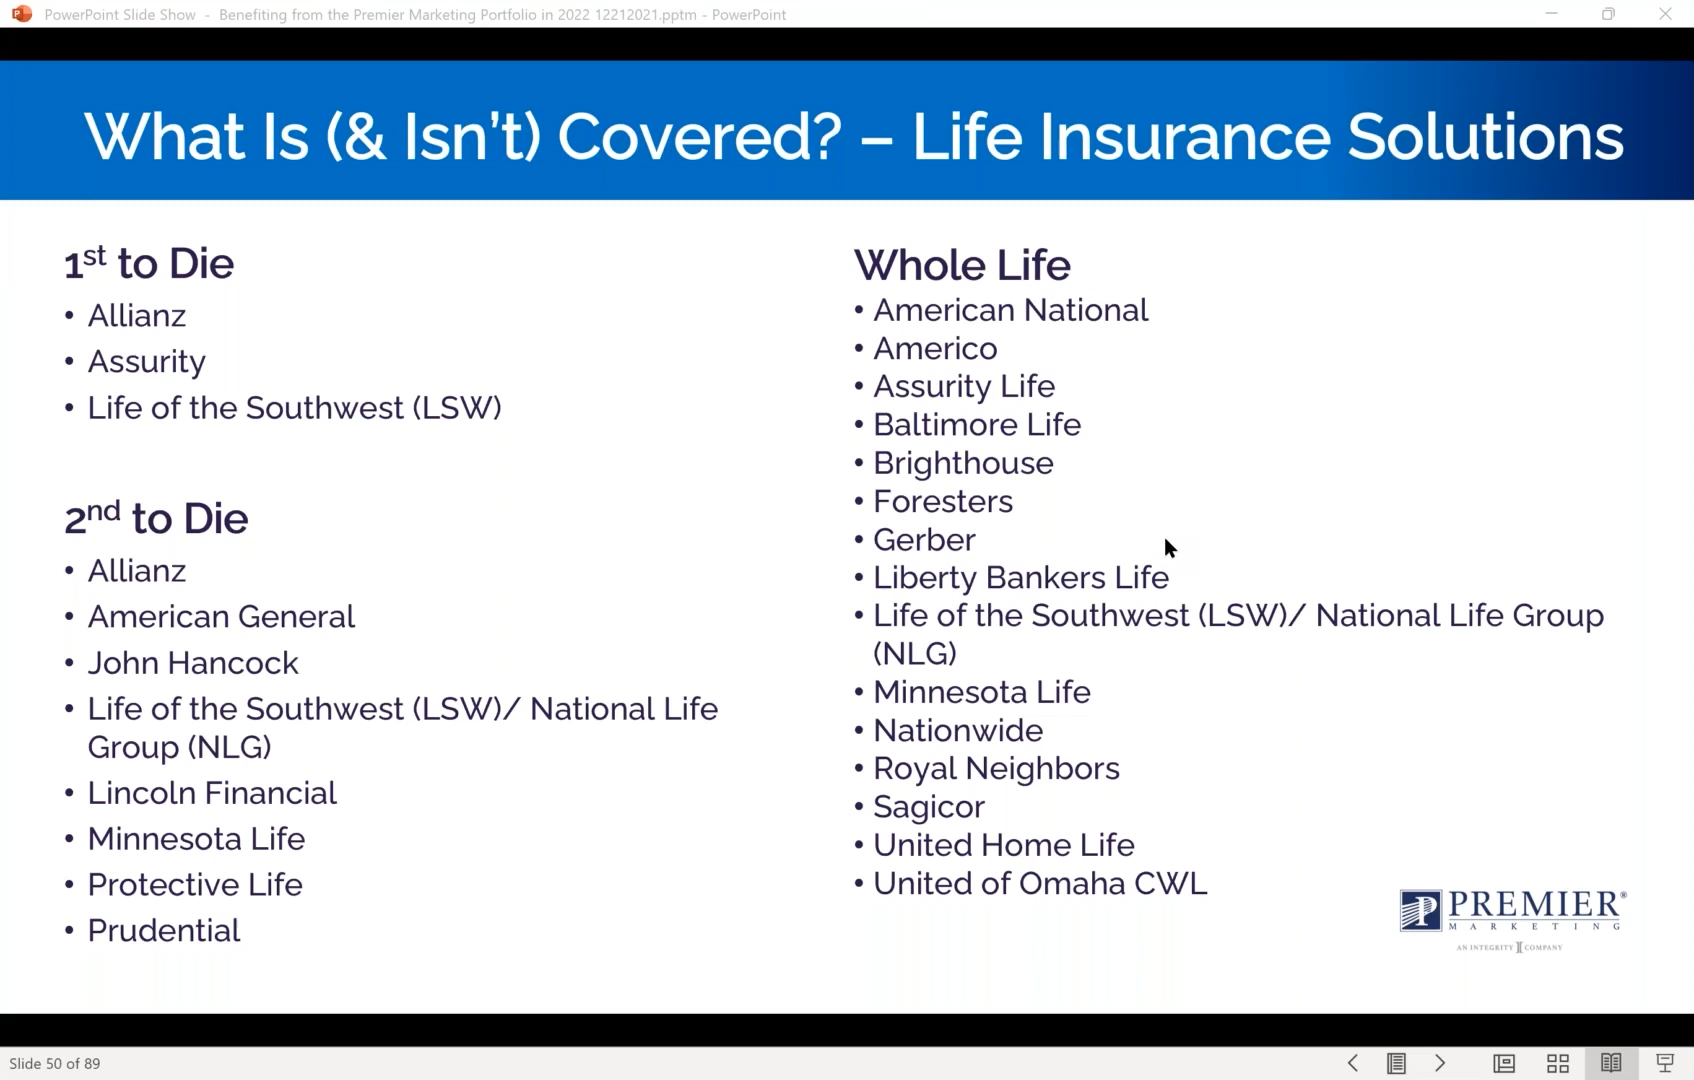 PowerPoint Slide Show - Benefiting from the Premier Marketing Portfolio in 2022 12212021.pptm - PowerPoint
What Is (& Isn't) Covered? – Life Insurance Solutions
1st to Die
• Allianz
• Assurity
• Life of the Southwest (LSW)
2nd to Die
• Allianz
• American General
• John Hancock
• Life of the Southwest (LSW)/ National Life
Group (NLG)
• Lincoln Financial
• Minnesota Life
• Protective Life
• Prudential
Whole Life
• American National
• Americo
• Assurity Life
• Baltimore Life
• Brighthouse
• Foresters
• Gerber
• Liberty Bankers Life
• Life of the Southwest (LSW)/ National Life Group
(NLG)
• Minnesota Life
• Nationwide
• Royal Neighbors
• Sagicor
• United Home Life
• United of Omaha CWL
PREMIER®
MARKETING
AN INTEGRITY COMPANY
Slide 50 of 89